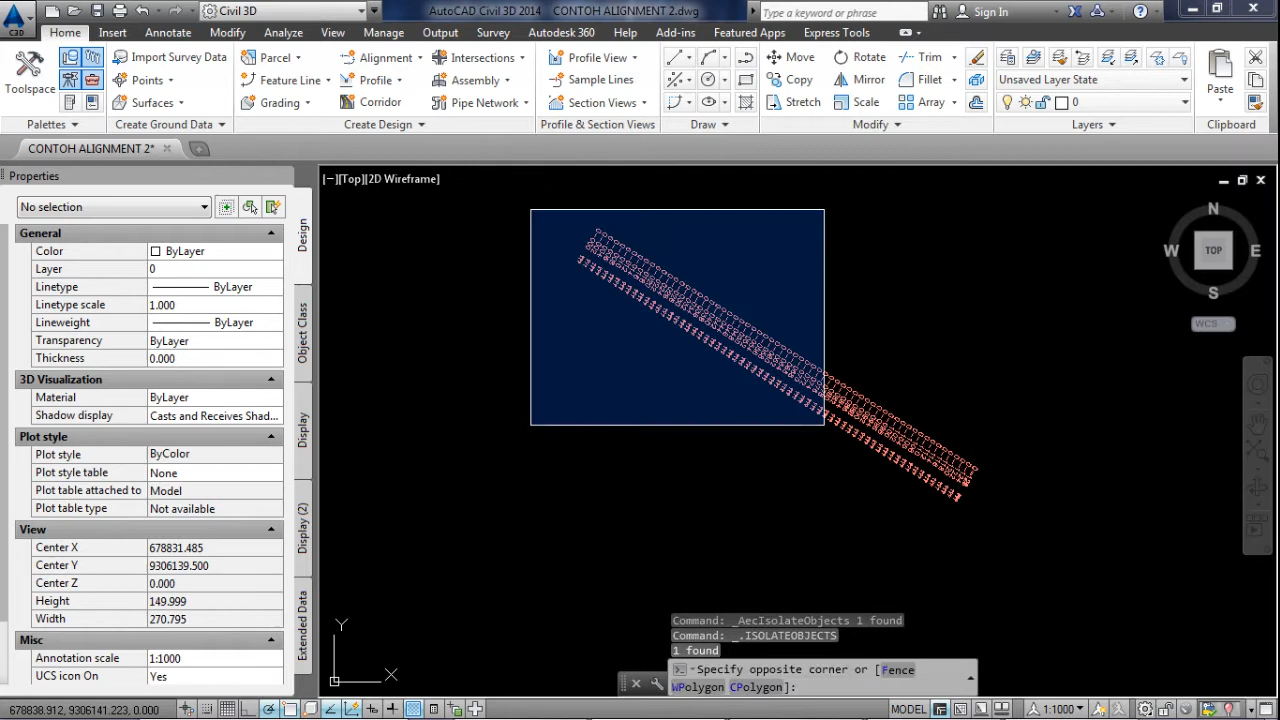 Civil 3D
AutoCAD Civil 3D 2014 CONTOH ALIGNMENT 2.dwg
Type a keyword or phrase
Sign In
C3D
Home Insert Annotate Modify Analyze View Manage Output Survey Autodesk 360 Help Add-ins Featured Apps Express Tools
Toolspace
Palettes
Import Survey Data
Points
Surfaces
Create Ground Data
Parcel
Feature Line
Grading
Alignment
Profile
Corridor
Intersections
Assembly
Pipe Network
Create Design
Profile View
Sample Lines
Section Views
Profile & Section Views
Draw
Move
Copy
Stretch
Rotate
Mirror
Scale
Trim
Fillet
Array
Modify
Unsaved Layer State
0
Layers
Paste
Clipboard
CONTOH ALIGNMENT 2*
Properties
No selection
General
Color ByLayer
Layer 0
Linetype ByLayer
Linetype scale 1.000
Lineweight ByLayer
Transparency ByLayer
Thickness 0.000
3D Visualization
Material ByLayer
Shadow display Casts and Receives Shad...
Plot style
Plot style ByColor
Plot style table None
Plot table attached to Model
Plot table type Not available
View
Center X 678831.485
Center Y 9306139.500
Center Z 0.000
Height 149.999
Width 270.795
Misc
Annotation scale 1:1000
UCS icon On Yes
Design
Object Class
Display
Display (2)
Extended Data
[−][Top][2D Wireframe]
N
W TOP E
S
WCS
Y
X
Command: _AecIsolateObjects 1 found
Command: _.ISOLATEOBJECTS
1 found
-Specify opposite corner or [Fence
WPolygon CPolygon]:
678838.912, 9306141.223, 0.000
MODEL
1:1000